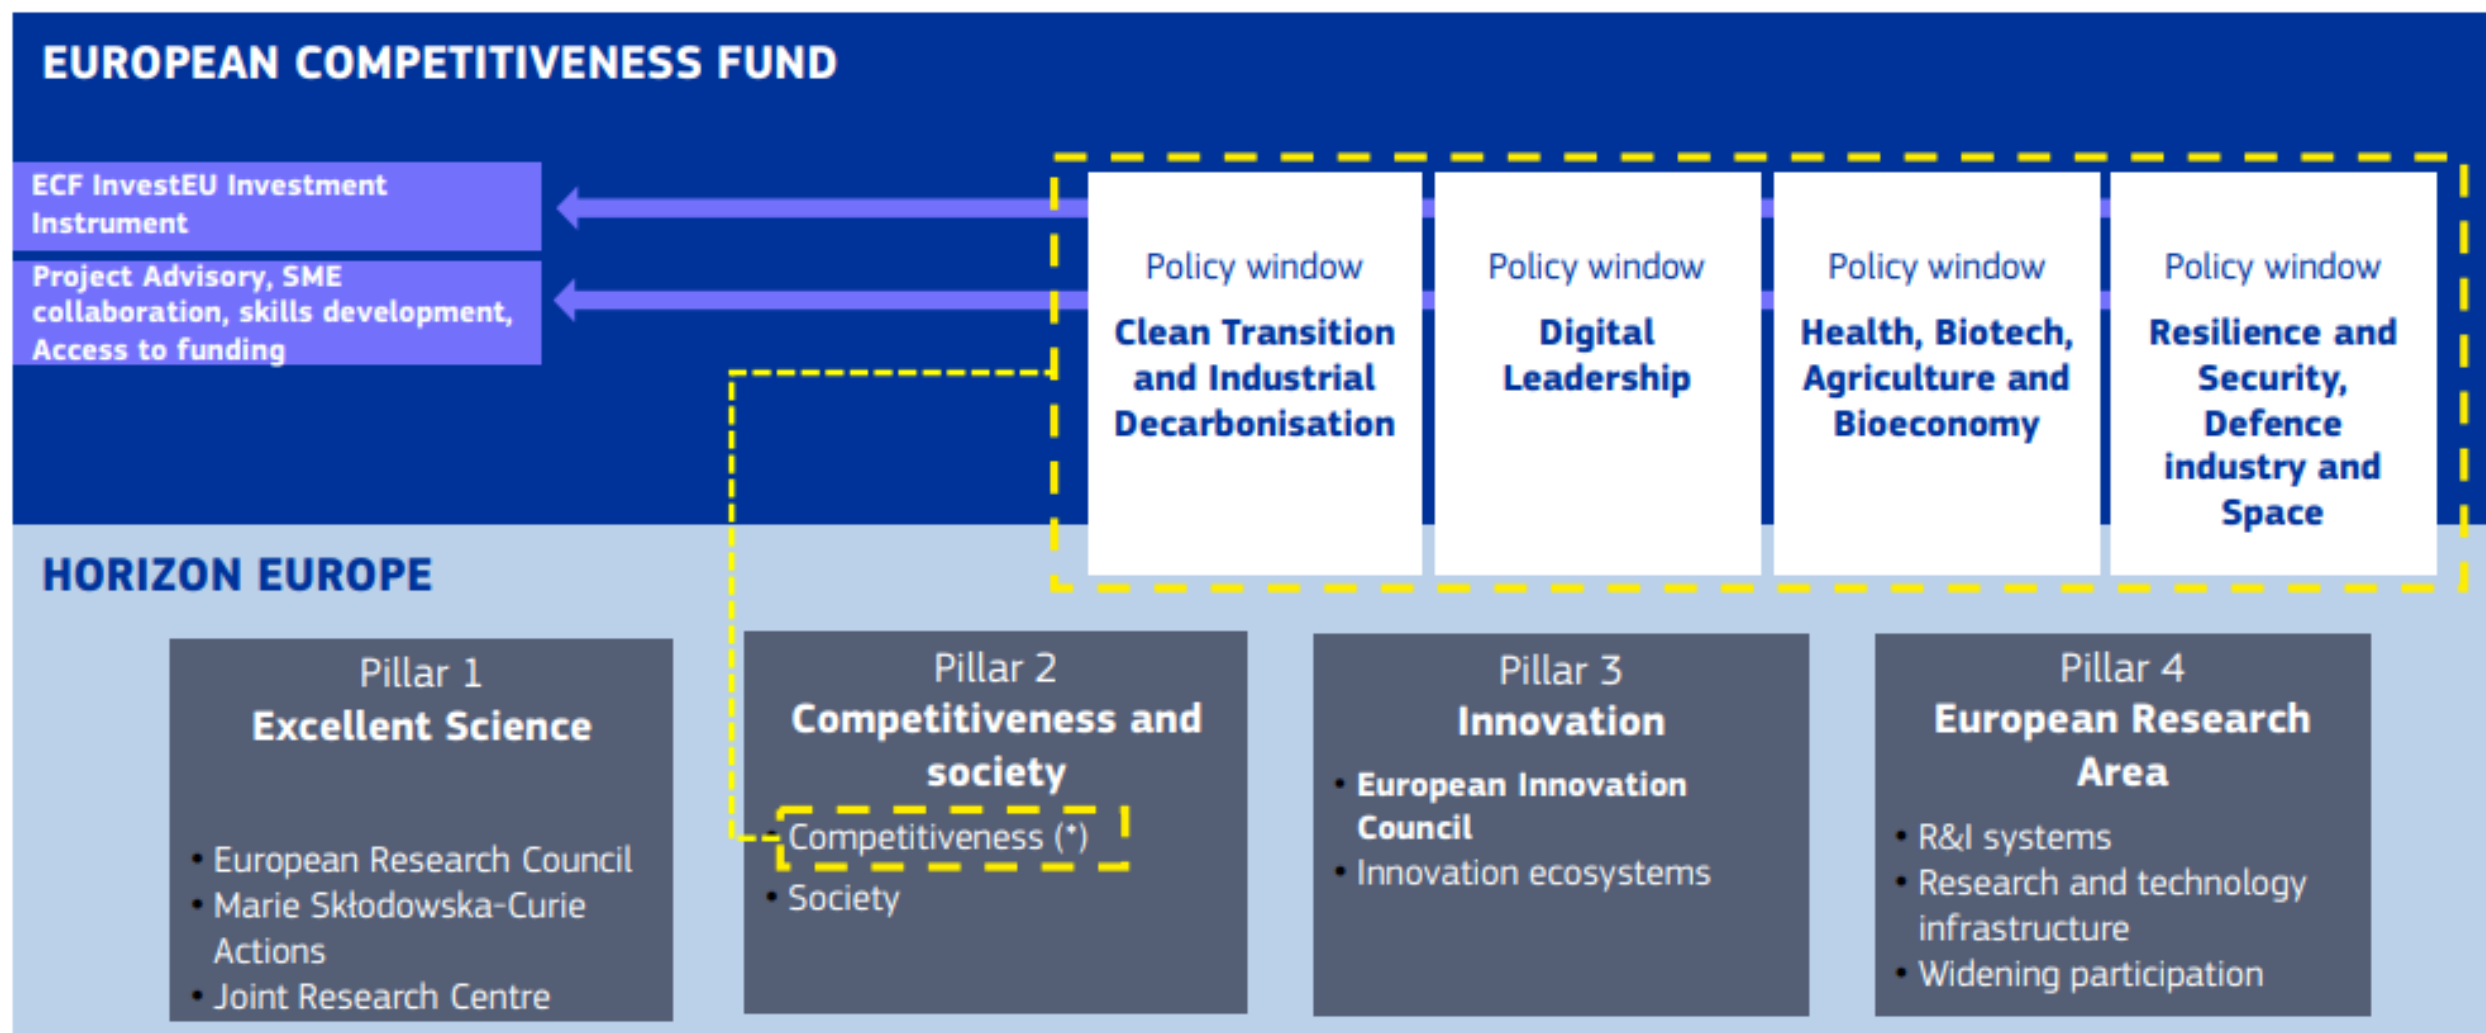 EUROPEAN COMPETITIVENESS FUND
ECF InvestEU Investment
Instrument
Project Advisory, SME
collaboration, skills development,
Access to funding
Policy window
Clean Transition
and Industrial
Decarbonisation
Policy window
Digital
Leadership
Policy window
Health, Biotech,
Agriculture and
Bioeconomy
Policy window
Resilience and
Security,
Defence
industry and
Space
HORIZON EUROPE
Pillar 1
Excellent Science
• European Research Council
• Marie Skłodowska-Curie
Actions
• Joint Research Centre
Pillar 2
Competitiveness and
society
• Competitiveness (*)
• Society
Pillar 3
Innovation
• European Innovation
Council
• Innovation ecosystems
Pillar 4
European Research
Area
• R&I systems
• Research and technology
infrastructure
• Widening participation